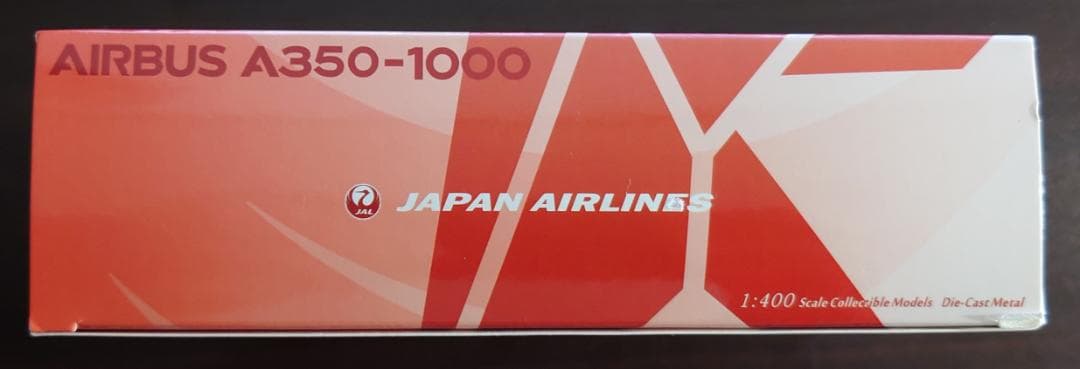 AIRBUS A350-1000
JAL JAPAN AIRLINES
1:400 Scale Collectible Models Die-Cast Metal